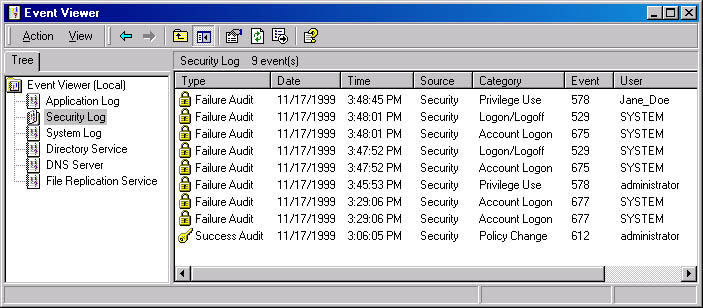 Event Viewer
Action View
Tree
Security Log 9 event(s)
Event Viewer (Local)
Application Log
Security Log
System Log
Directory Service
DNS Server
File Replication Service
Type Date Time Source Category Event User
Failure Audit 11/17/1999 3:48:45 PM Security Privilege Use 578 Jane_Doe
Failure Audit 11/17/1999 3:48:01 PM Security Logon/Logoff 529 SYSTEM
Failure Audit 11/17/1999 3:48:01 PM Security Account Logon 675 SYSTEM
Failure Audit 11/17/1999 3:47:52 PM Security Logon/Logoff 529 SYSTEM
Failure Audit 11/17/1999 3:47:52 PM Security Account Logon 675 SYSTEM
Failure Audit 11/17/1999 3:45:53 PM Security Privilege Use 578 administrator
Failure Audit 11/17/1999 3:29:06 PM Security Account Logon 677 SYSTEM
Failure Audit 11/17/1999 3:29:06 PM Security Account Logon 677 SYSTEM
Success Audit 11/17/1999 3:06:05 PM Security Policy Change 612 administrator